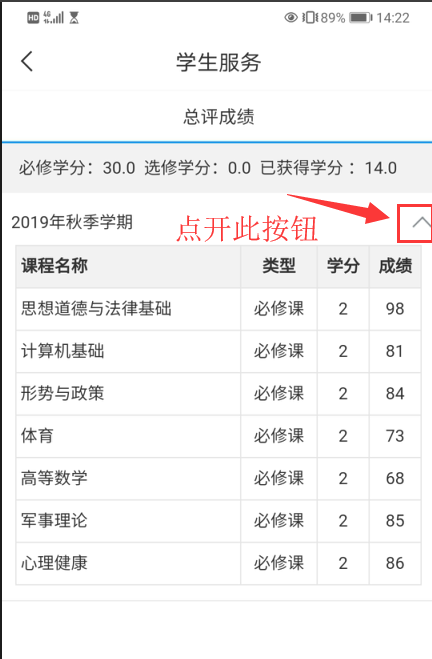 HD 4G 89% 14:22
学生服务
总评成绩
必修学分：30.0 选修学分：0.0 已获得学分：14.0
2019年秋季学期 点开此按钮
课程名称 类型 学分 成绩
思想道德与法律基础 必修课 2 98
计算机基础 必修课 2 81
形势与政策 必修课 2 84
体育 必修课 2 73
高等数学 必修课 2 68
军事理论 必修课 2 85
心理健康 必修课 2 86